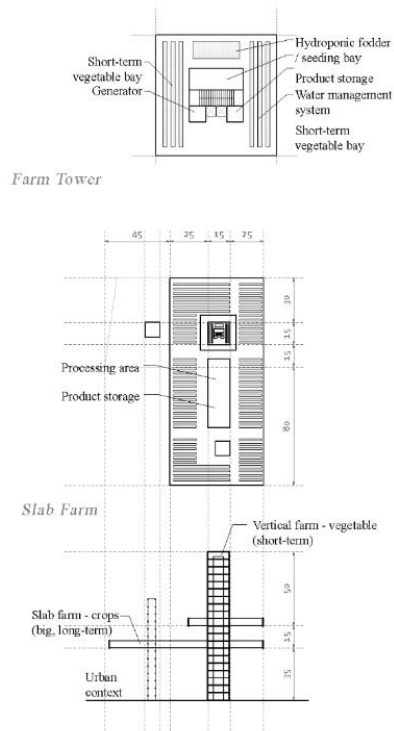 Hydroponic fodder
/ seeding bay
Short-term
vegetable bay
Product storage
Generator
Water management
system
Short-term
vegetable bay
Farm Tower
45 25 15 25
30
15
15
Processing area
Product storage
80
Slab Farm
Vertical farm - vegetable
(short-term)
50
Slab farm - crops
(big, long-term)
15
Urban
context
35